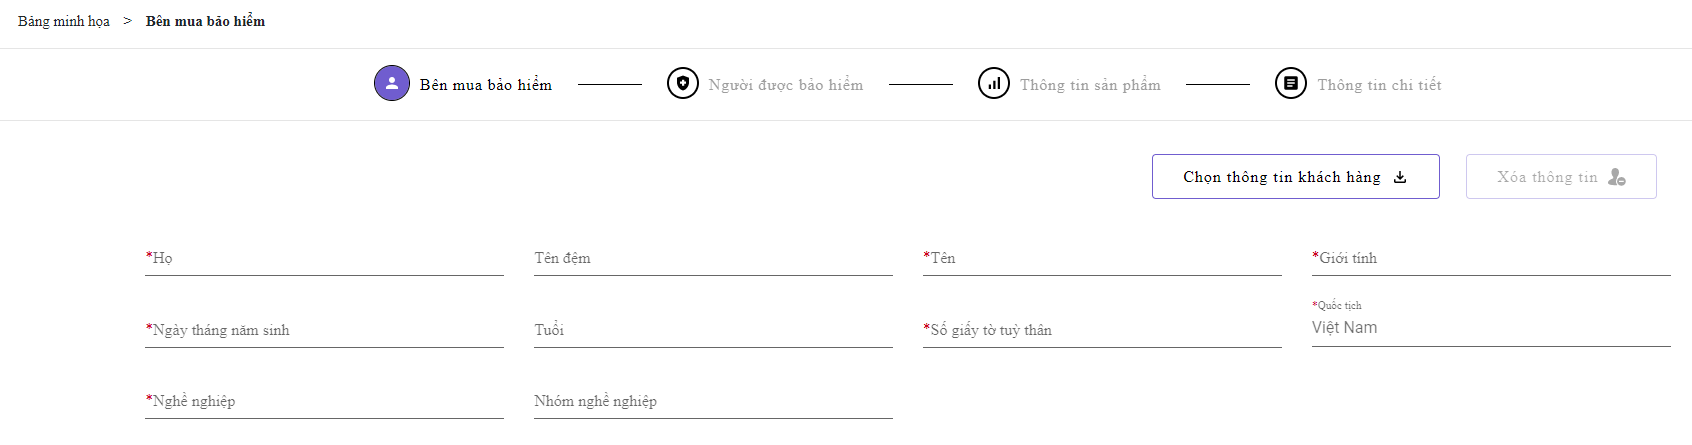 Bảng minh họa > Bên mua bảo hiểm
Bên mua bảo hiểm Người được bảo hiểm Thông tin sản phẩm Thông tin chi tiết
Chọn thông tin khách hàng Xóa thông tin
*Họ Tên đệm *Tên *Giới tính
*Quốc tịch
*Ngày tháng năm sinh Tuổi *Số giấy tờ tuỳ thân Việt Nam
*Nghề nghiệp Nhóm nghề nghiệp